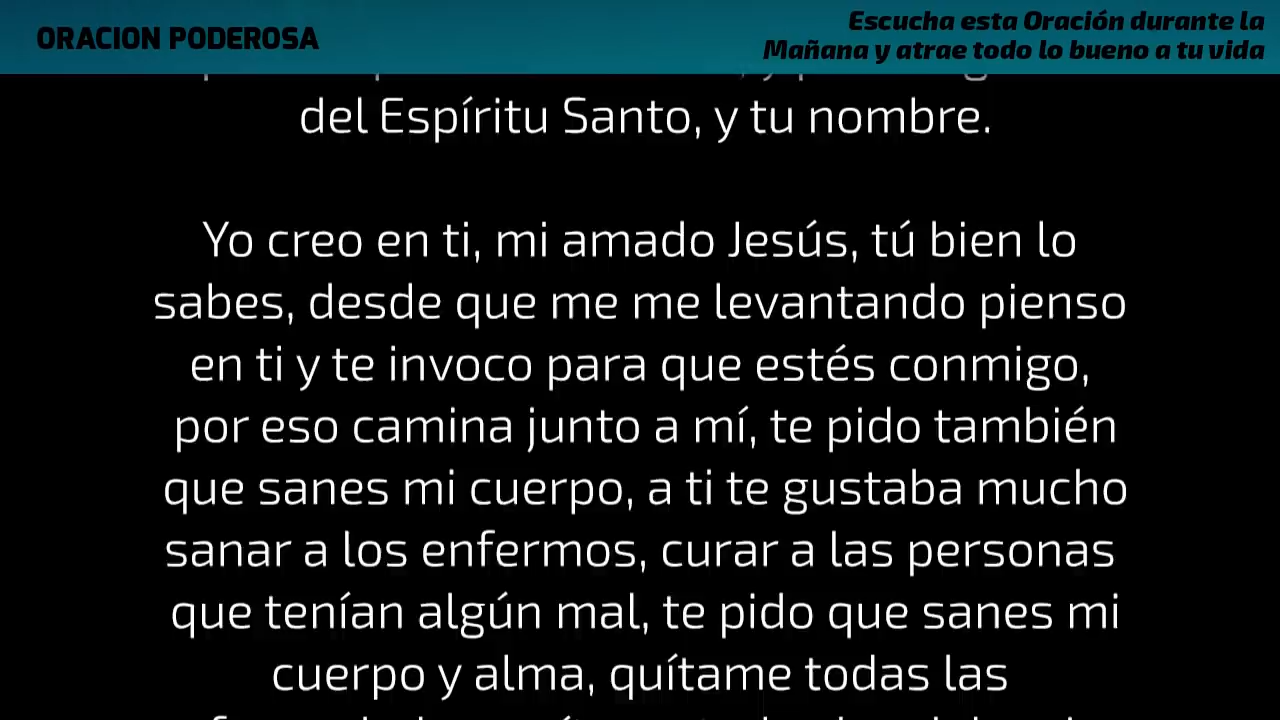 ORACION PODEROSA
Escucha esta Oración durante la
Mañana y atrae todo lo bueno a tu vida
del Espíritu Santo, y tu nombre.
Yo creo en ti, mi amado Jesús, tú bien lo
sabes, desde que me me levantando pienso
en ti y te invoco para que estés conmigo,
por eso camina junto a mí, te pido también
que sanes mi cuerpo, a ti te gustaba mucho
sanar a los enfermos, curar a las personas
que tenían algún mal, te pido que sanes mi
cuerpo y alma, quítame todas las